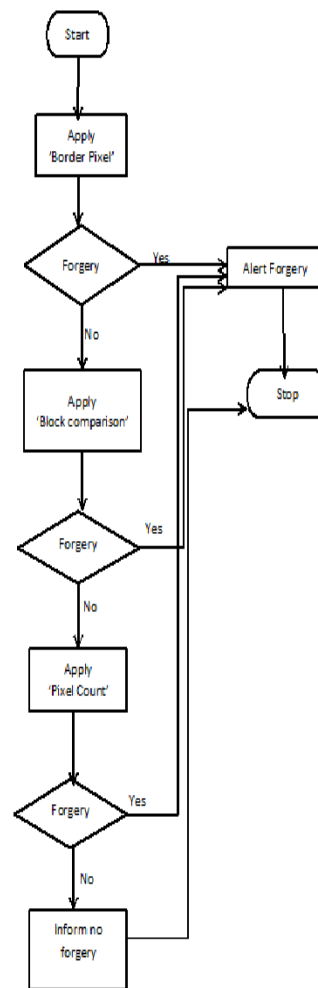 Start
Apply
'Border Pixel'
Forgery
Yes
Alert Forgery
No
Stop
Apply
'Block comparison'
Forgery
Yes
No
Apply
'Pixel Count'
Forgery
Yes
No
Inform no
forgery